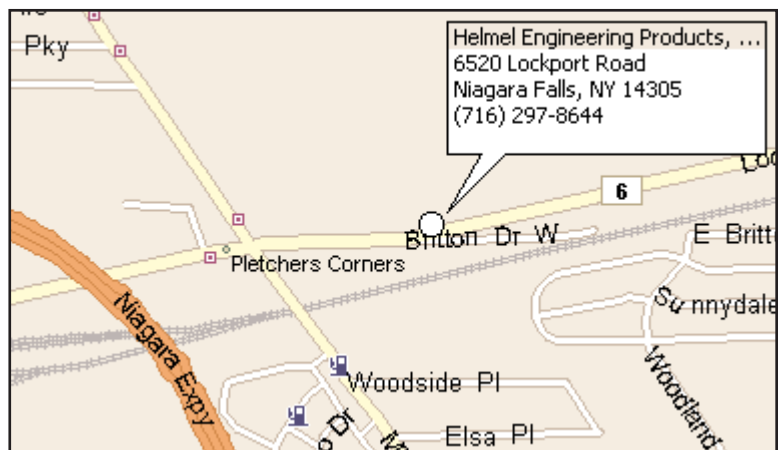 Pky
Helmel Engineering Products, ...
6520 Lockport Road
Niagara Falls, NY 14305
(716) 297-8644
6
Britton Dr W
E Britt
Pletchers Corners
Sunnydale
Niagara Expy
Woodside Pl
Woodland
Dr
Elsa Pl